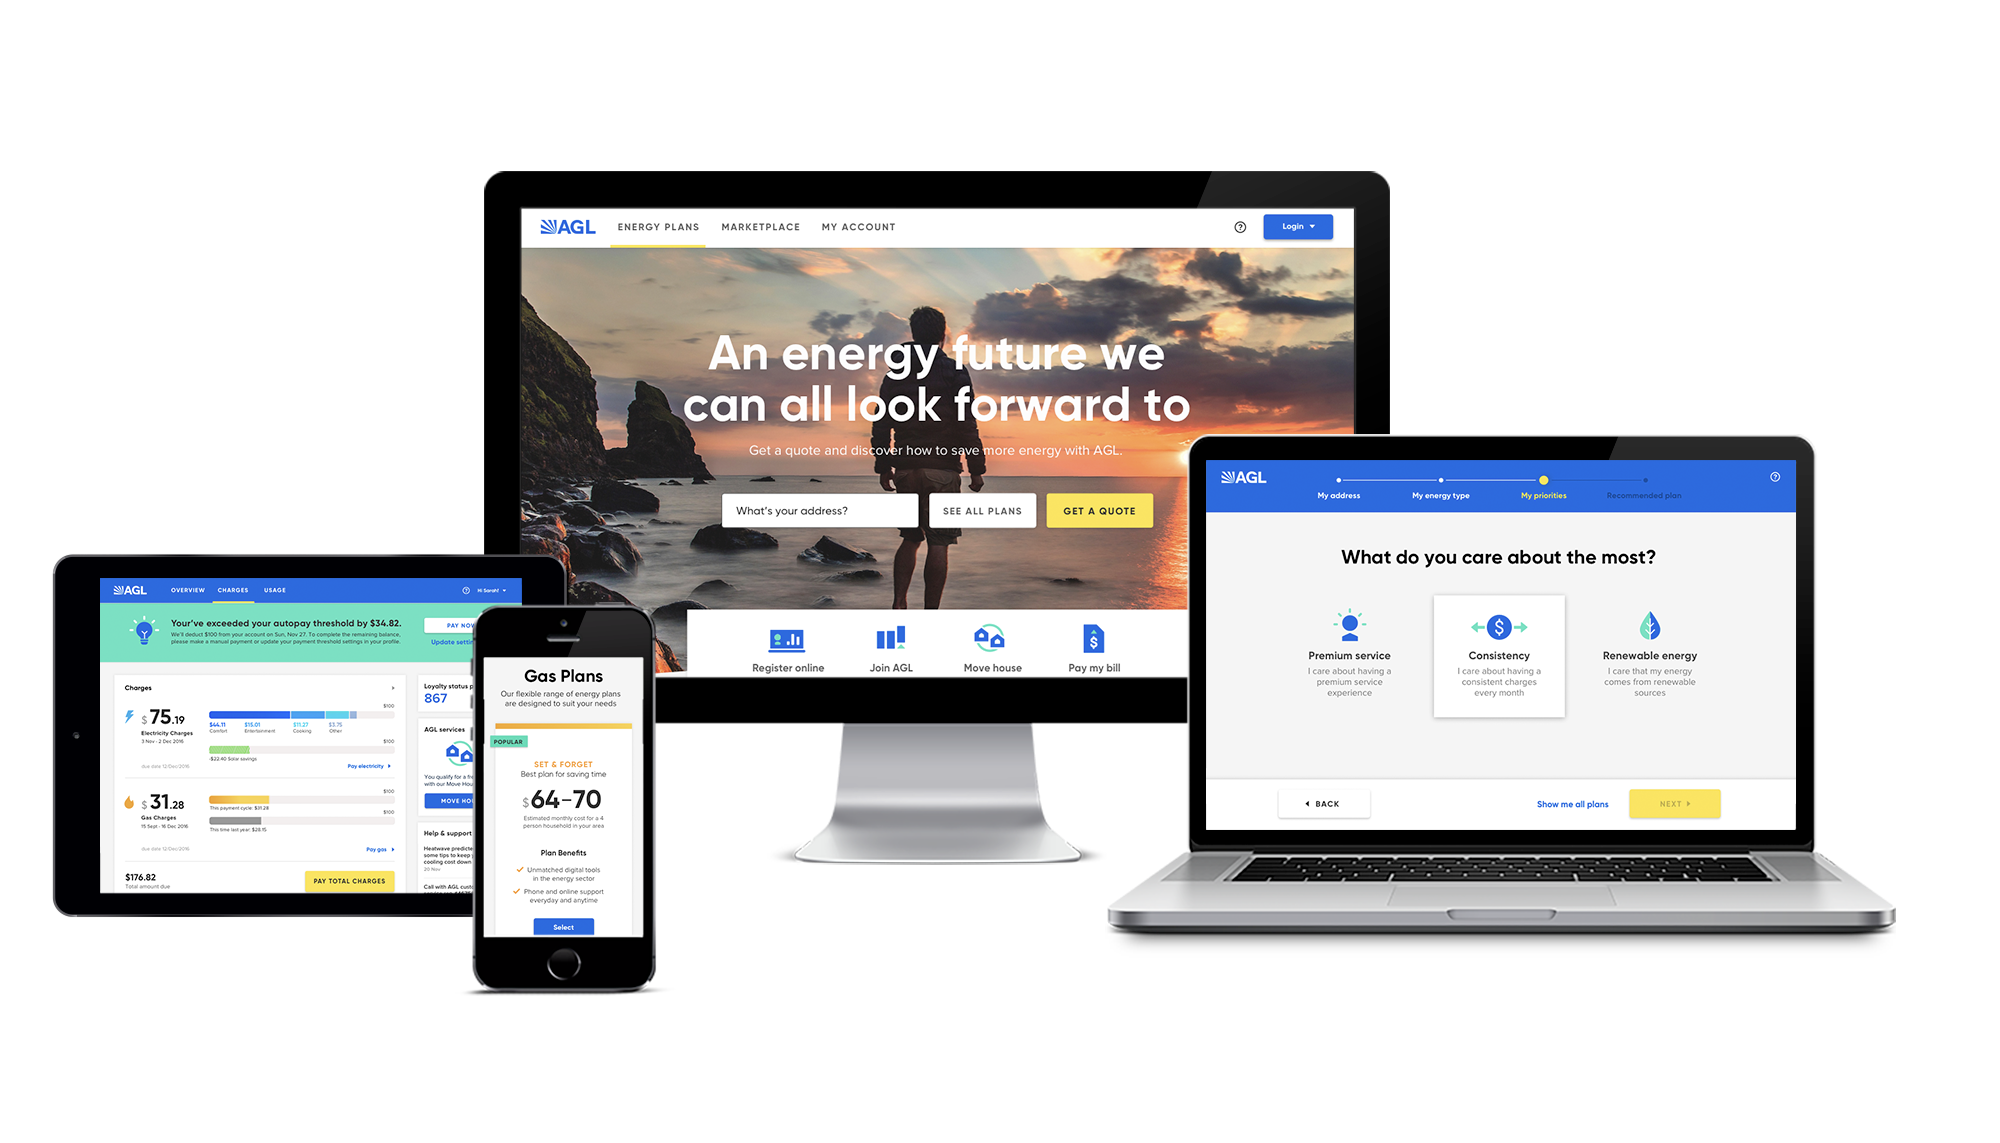 AGL
ENERGY PLANS
MARKETPLACE
MY ACCOUNT
?
Login
An energy future we
can all look forward to
Get a quote and discover how to save more energy with AGL.
What's your address?
SEE ALL PLANS
GET A QUOTE
Register online
Join AGL
Move house
Pay my bill
AGL
OVERVIEW
CHARGES
USAGE
?
Hi Sarah!
Your've exceeded your autopay threshold by $34.82.
We'll deduct $100 from your account on Sun, Nov 27. To complete the remaining balance,
please make a manual payment or update your payment threshold settings in your profile.
PAY NOW
Update
Charges
$75.19
Electricity Charges
3 Nov - 2 Dec 2016
due date 12/Dec/2016
$100
$44.11
Comfort
$15.01
Entertainment
$11.27
Cooking
$3.75
Other
$100
-$22.40 Solar savings
Pay electricity
$31.28
Gas Charges
15 Sept - 16 Dec 2016
due date 12/Dec/2016
$100
This payment cycle: $31.28
$100
This time last year: $28.15
Pay gas
$176.82
Total amount due
PAY TOTAL CHARGES
Loyalty status
867
AGL services
You qualify for a
with our Move
MOVE
Help & support
Heatwave
some tips to keep
cooling cost down
20 Nov
Call with AGL
Gas Plans
Our flexible range of energy plans
are designed to suit your needs
POPULAR
SET & FORGET
Best plan for saving time
$64-70
Estimated monthly cost for a 4
person household in your area
Plan Benefits
Unmatched digital tools
in the energy sector
Phone and online support
everyday and anytime
Select
AGL
My address
My energy type
My priorities
Recommended plan
?
What do you care about the most?
Premium service
I care about having a
premium service
experience
$
Consistency
I care about having a
consistent charges
every month
Renewable energy
I care that my energy
comes from renewable
sources
BACK
Show me all plans
NEXT